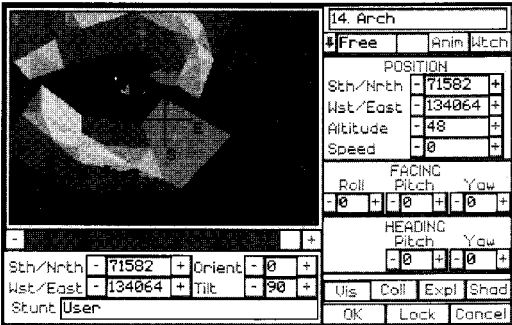 14. Arch
Free Anim Wtch
POSITION
Sth/Nrth - 71582 +
Wst/East - 134064 +
Altitude - 48 +
Speed - 0 +
FACING
Roll Pitch Yaw
- 0 + - 0 + - 0 +
HEADING
Pitch Yaw
- 0 + - 0 +
- +
Sth/Nrth - 71582 + Orient - 0 +
Wst/East - 134064 + Tilt - 90 +
Stunt User
Vis Coll Expl Shad
OK Lock Cancel